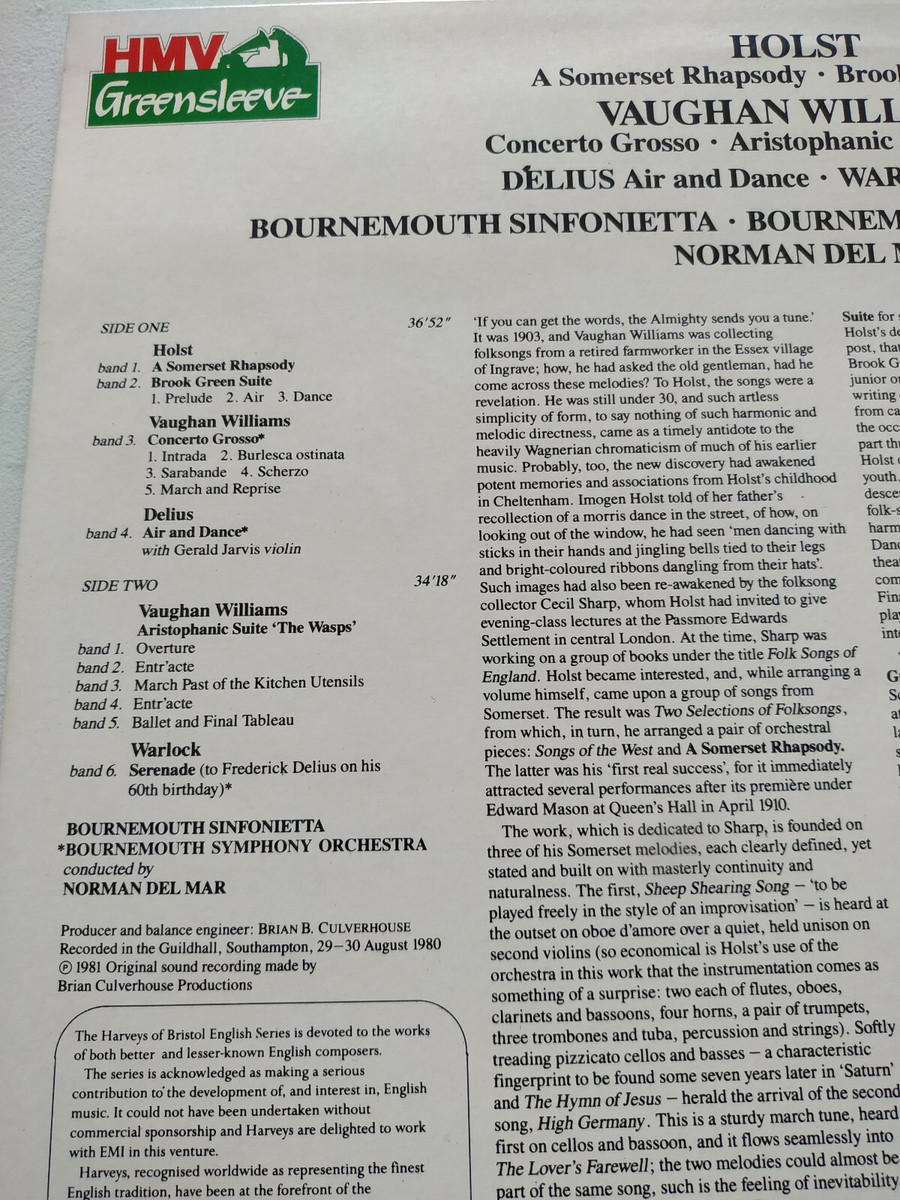 HMV
Greensleeve
HOLST
A Somerset Rhapsody · Brook
VAUGHAN WILL
Concerto Grosso · Aristophanic
DELIUS Air and Dance · WAR
BOURNEMOUTH SINFONIETTA · BOURNEM
NORMAN DEL M
SIDE ONE 36'52"
Holst
band 1. A Somerset Rhapsody
band 2. Brook Green Suite
1. Prelude 2. Air 3. Dance
Vaughan Williams
band 3. Concerto Grosso*
1. Intrada 2. Burlesca ostinata
3. Sarabande 4. Scherzo
5. March and Reprise
Delius
band 4. Air and Dance*
with Gerald Jarvis violin
SIDE TWO 34'18"
Vaughan Williams
Aristophanic Suite ‘The Wasps’
band 1. Overture
band 2. Entr'acte
band 3. March Past of the Kitchen Utensils
band 4. Entr'acte
band 5. Ballet and Final Tableau
Warlock
band 6. Serenade (to Frederick Delius on his
60th birthday)*
BOURNEMOUTH SINFONIETTA
*BOURNEMOUTH SYMPHONY ORCHESTRA
conducted by
NORMAN DEL MAR
Producer and balance engineer: BRIAN B. CULVERHOUSE
Recorded in the Guildhall, Southampton, 29–30 August 1980
℗ 1981 Original sound recording made by
Brian Culverhouse Productions
The Harveys of Bristol English Series is devoted to the works
of both better and lesser-known English composers.
The series is acknowledged as making a serious
contribution to the development of, and interest in, English
music. It could not have been undertaken without
commercial sponsorship and Harveys are delighted to work
with EMI in this venture.
Harveys, recognised worldwide as representing the finest
English tradition, have been at the forefront of the
‘If you can get the words, the Almighty sends you a tune.’
It was 1903, and Vaughan Williams was collecting
folksongs from a retired farmworker in the Essex village
of Ingrave; how, he had asked the old gentleman, had he
come across these melodies? To Holst, the songs were a
revelation. He was still under 30, and such artless
simplicity of form, to say nothing of such harmonic and
melodic directness, came as a timely antidote to the
heavily Wagnerian chromaticism of much of his earlier
music. Probably, too, the new discovery had awakened
potent memories and associations from Holst's childhood
in Cheltenham. Imogen Holst told of her father's
recollection of a morris dance in the street, of how, on
looking out of the window, he had seen ‘men dancing with
sticks in their hands and jingling bells tied to their legs
and bright-coloured ribbons dangling from their hats’.
Such images had also been re-awakened by the folksong
collector Cecil Sharp, whom Holst had invited to give
evening-class lectures at the Passmore Edwards
Settlement in central London. At the time, Sharp was
working on a group of books under the title Folk Songs of
England. Holst became interested, and, while arranging a
volume himself, came upon a group of songs from
Somerset. The result was Two Selections of Folksongs,
from which, in turn, he arranged a pair of orchestral
pieces: Songs of the West and A Somerset Rhapsody.
The latter was his ‘first real success’, for it immediately
attracted several performances after its première under
Edward Mason at Queen's Hall in April 1910.
The work, which is dedicated to Sharp, is founded on
three of his Somerset melodies, each clearly defined, yet
stated and built on with masterly continuity and
naturalness. The first, Sheep Shearing Song – ‘to be
played freely in the style of an improvisation’ – is heard at
the outset on oboe d'amore over a quiet, held unison on
second violins (so economical is Holst's use of the
orchestra in this work that the instrumentation comes as
something of a surprise: two each of flutes, oboes,
clarinets and bassoons, four horns, a pair of trumpets,
three trombones and tuba, percussion and strings). Softly
treading pizzicato cellos and basses – a characteristic
fingerprint to be found some seven years later in ‘Saturn’
and The Hymn of Jesus – herald the arrival of the second
song, High Germany. This is a sturdy march tune, heard
first on cellos and bassoon, and it flows seamlessly into
The Lover's Farewell; the two melodies could almost be
part of the same song, such is the feeling of inevitability
Suite for
Holst's de
post, that
Brook G
junior o
writing
from ca
the occ
part th
Holst
youth.
desce
folk-s
harm
Danc
thea
com
Fin
play
int
G